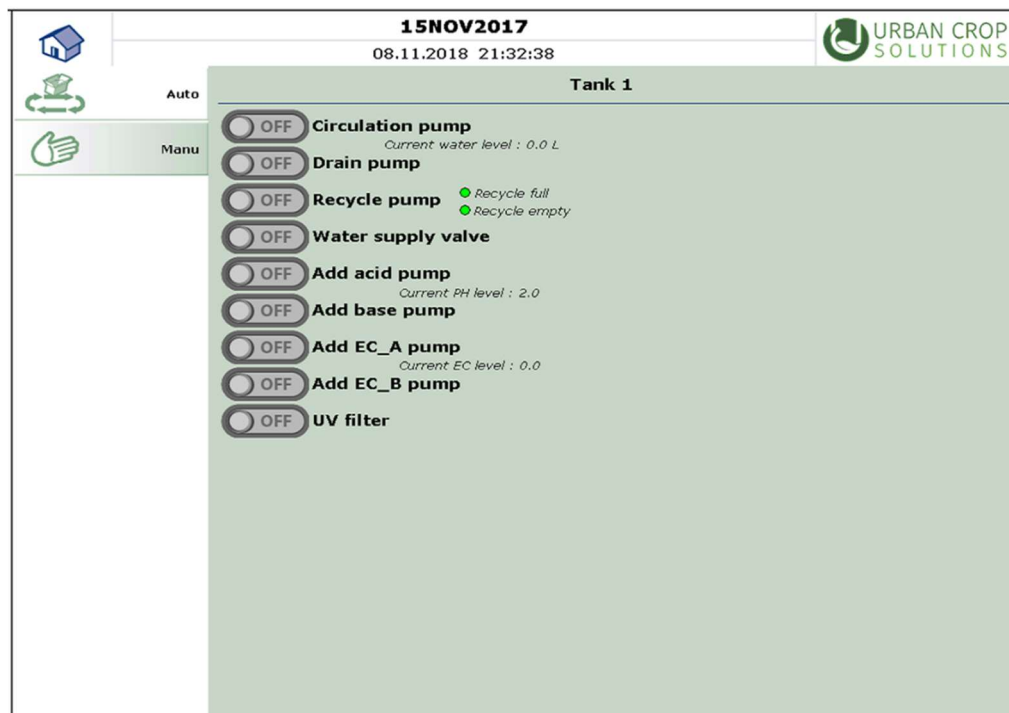 15NOV2017
08.11.2018 21:32:38
URBAN CROP
SOLUTIONS
Auto
Manu
Tank 1
OFF Circulation pump
Current water level : 0.0 L
OFF Drain pump
OFF Recycle pump
Recycle full
Recycle empty
OFF Water supply valve
OFF Add acid pump
Current PH level : 2.0
OFF Add base pump
OFF Add EC_A pump
Current EC level : 0.0
OFF Add EC_B pump
OFF UV filter